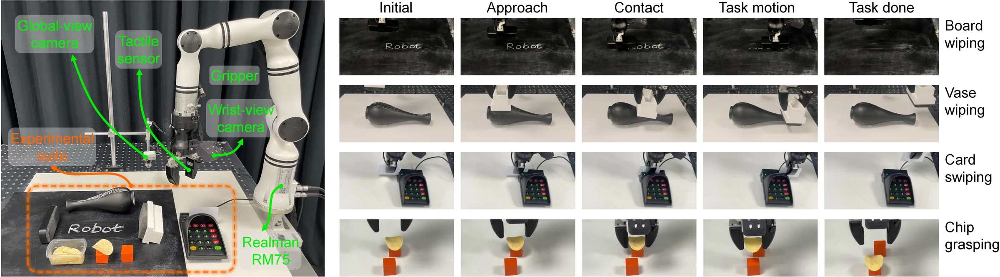 Global-view
camera
Tactile
sensor
Gripper
Wrist-view
camera
Experimental
suite
Robot
Realman
RM75
Initial
Approach
Contact
Task motion
Task done
Robot
Robot
Robot
Board
wiping
Vase
wiping
Card
swiping
Chip
grasping